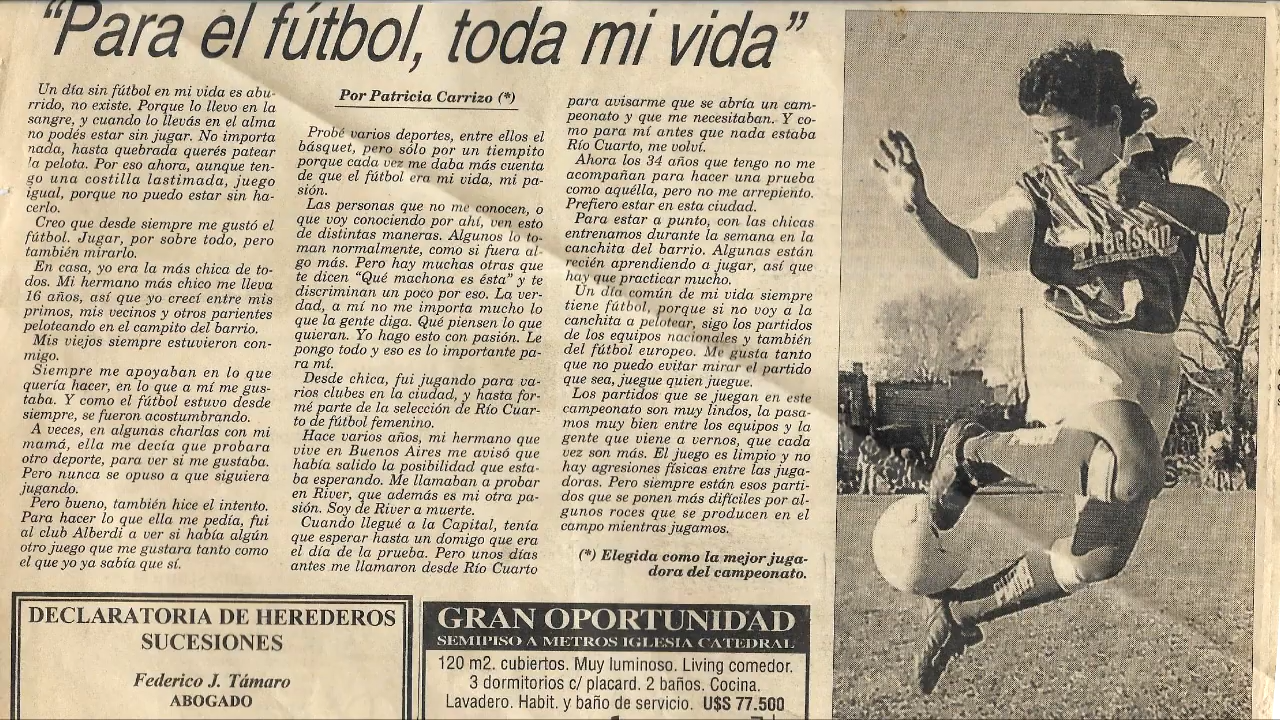 “Para el fútbol, toda mi vida”
Un día sin fútbol en mi vida es abu-
rrido, no existe. Porque lo llevo en la
sangre, y cuando lo llevás en el alma
no podés estar sin jugar. No importa
nada, hasta quebrada querés patear
la pelota. Por eso ahora, aunque ten-
go una costilla lastimada, juego
igual, porque no puedo estar sin ha-
cerlo.
Creo que desde siempre me gustó el
fútbol. Jugar, por sobre todo, pero
también mirarlo.
En casa, yo era la más chica de to-
dos. Mi hermano más chico me lleva
16 años, así que yo crecí entre mis
primos, mis vecinos y otros parientes
peloteando en el campito del barrio.
Mis viejos siempre estuvieron con-
migo.
Siempre me apoyaban en lo que
quería hacer, en lo que a mí me gus-
taba. Y como el fútbol estuvo desde
siempre, se fueron acostumbrando.
A veces, en algunas charlas con mi
mamá, ella me decía que probara
otro deporte, para ver si me gustaba.
Pero nunca se opuso a que siguiera
jugando.
Pero bueno, también hice el intento.
Para hacer lo que ella me pedía, fui
al club Alberdi a ver si había algún
otro juego que me gustara tanto como
el que yo ya sabía que sí.
Por Patricia Carrizo (*)
Probé varios deportes, entre ellos el
básquet, pero sólo por un tiempito
porque cada vez me daba más cuenta
de que el fútbol era mi vida, mi pa-
sión.
Las personas que no me conocen, o
que voy conociendo por ahí, ven esto
de distintas maneras. Algunos lo to-
man normalmente, como si fuera al-
go más. Pero hay muchas otras que
te dicen “Qué machona es ésta” y te
discriminan un poco por eso. La ver-
dad, a mí no me importa mucho lo
que la gente diga. Qué piensen lo que
quieran. Yo hago esto con pasión. Le
pongo todo y eso es lo importante pa-
ra mí.
Desde chica, fui jugando para va-
rios clubes en la ciudad, y hasta for-
mé parte de la selección de Río Cuar-
to de fútbol femenino.
Hace varios años, mi hermano que
vive en Buenos Aires me avisó que
había salido la posibilidad que esta-
ba esperando. Me llamaban a probar
en River, que además es mi otra pa-
sión. Soy de River a muerte.
Cuando llegué a la Capital, tenía
que esperar hasta un domigo que era
el día de la prueba. Pero unos días
antes me llamaron desde Río Cuarto
para avisarme que se abría un cam-
peonato y que me necesitaban. Y co-
mo para mí antes que nada estaba
Río Cuarto, me volví.
Ahora los 34 años que tengo no me
acompañan para hacer una prueba
como aquélla, pero no me arrepiento.
Prefiero estar en esta ciudad.
Para estar a punto, con las chicas
entrenamos durante la semana en la
canchita del barrio. Algunas están
recién aprendiendo a jugar, así que
hay que practicar mucho.
Un día común de mi vida siempre
tiene fútbol, porque si no voy a la
canchita a pelotear, sigo los partidos
de los equipos nacionales y también
del fútbol europeo. Me gusta tanto
que no puedo evitar mirar el partido
que sea, juegue quien juegue.
Los partidos que se juegan en este
campeonato son muy lindos, la pasa-
mos muy bien entre los equipos y la
gente que viene a vernos, que cada
vez son más. El juego es limpio y no
hay agresiones físicas entre las juga-
doras. Pero siempre están esos parti-
dos que se ponen más difíciles por al-
gunos roces que se producen en el
campo mientras jugamos.
(*) Elegida como la mejor juga-
dora del campeonato.
DECLARATORIA DE HEREDEROS
SUCESIONES
Federico J. Támaro
ABOGADO
GRAN OPORTUNIDAD
SEMIPISO A METROS IGLESIA CATEDRAL
120 m2. cubiertos. Muy luminoso. Living comedor.
3 dormitorios c/ placard. 2 baños. Cocina.
Lavadero. Habit. y baño de servicio. U$S 77.500